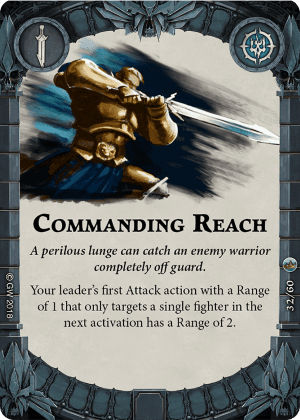 COMMANDING REACH
A perilous lunge can catch an enemy warrior
completely off guard.
Your leader's first Attack action with a Range
of 1 that only targets a single fighter in the
next activation has a Range of 2.
©GW 2018
32/60